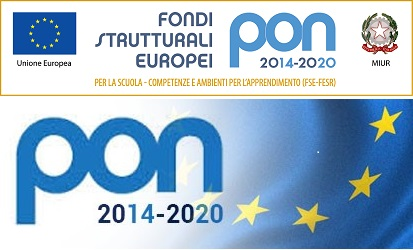 FONDI
STRUTTURALI
EUROPEI
pon
2014-2020
Unione Europea
MIUR
PER LA SCUOLA - COMPETENZE E AMBIENTI PER L'APPRENDIMENTO (FSE-FESR)
pon
2014-2020